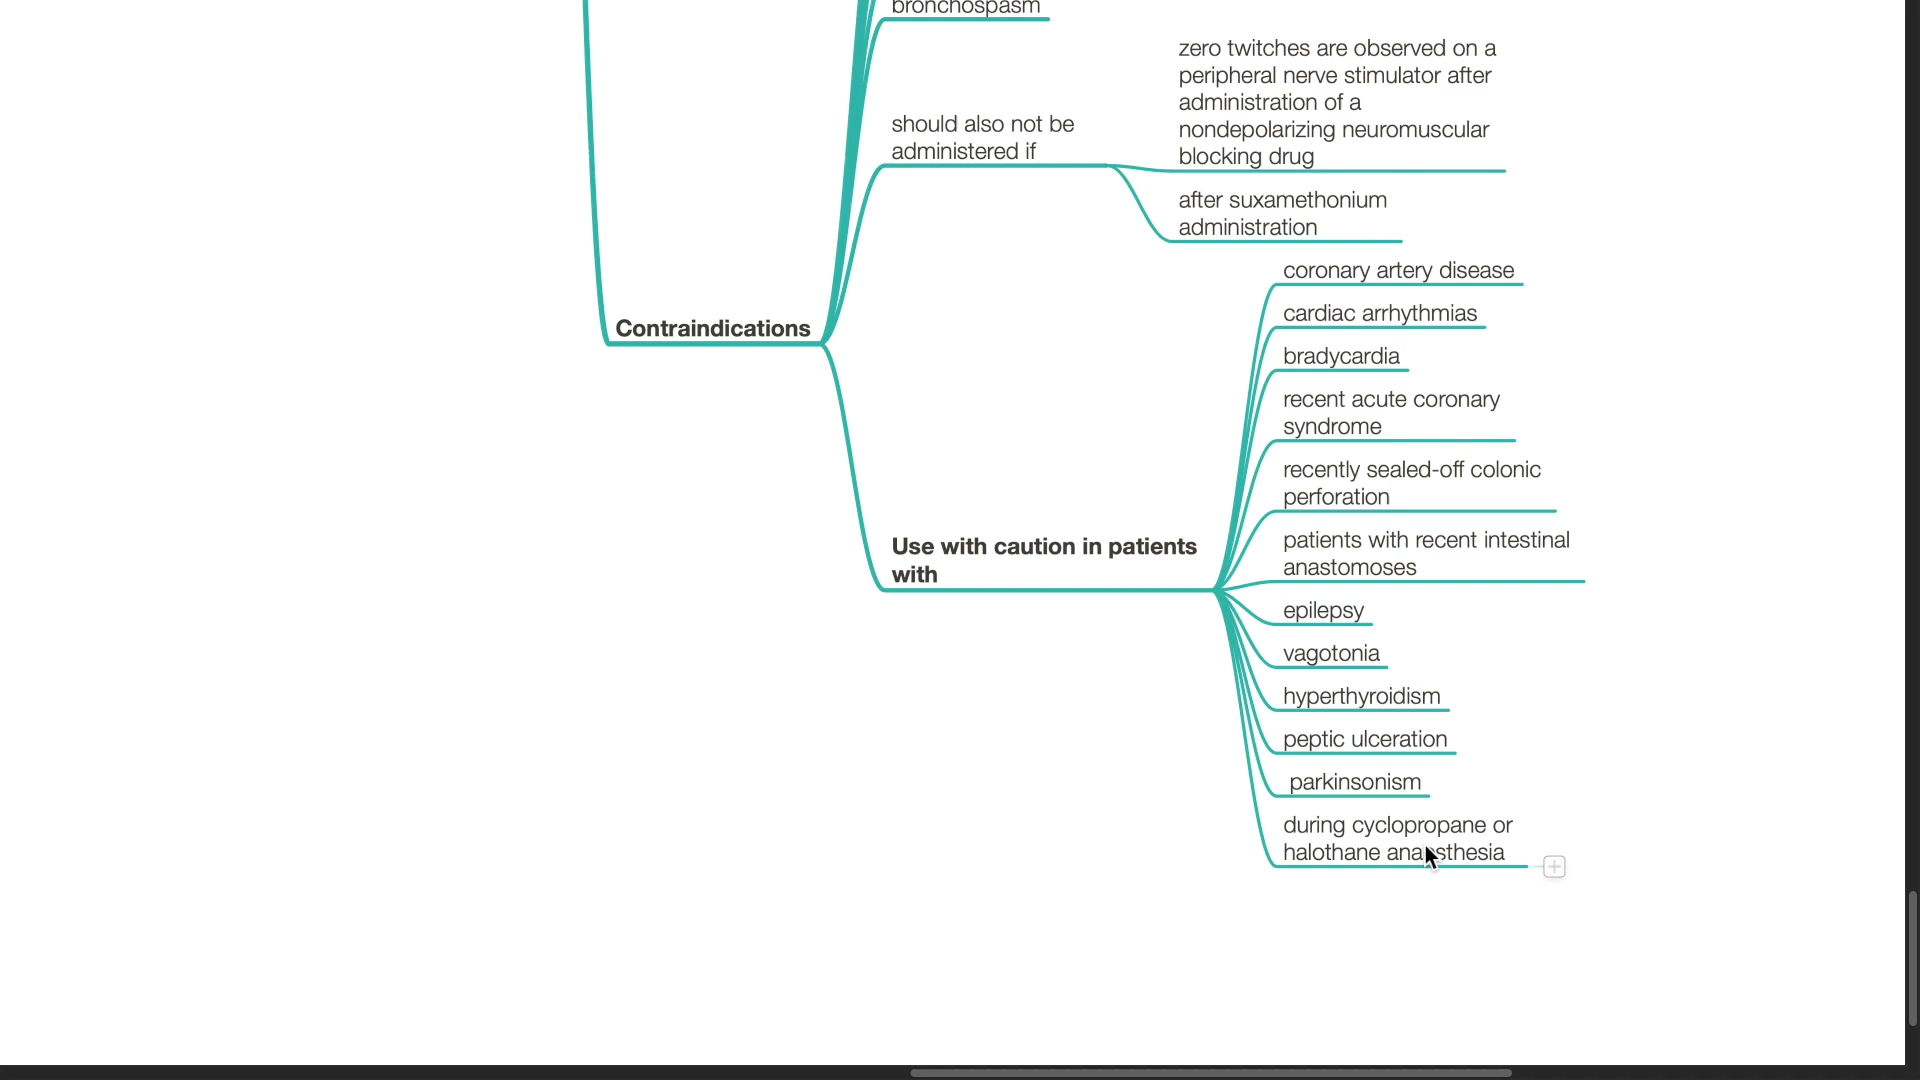 bronchospasm
zero twitches are observed on a
peripheral nerve stimulator after
administration of a
nondepolarizing neuromuscular
blocking drug
should also not be
administered if
after suxamethonium
administration
coronary artery disease
cardiac arrhythmias
Contraindications
bradycardia
recent acute coronary
syndrome
recently sealed-off colonic
perforation
patients with recent intestinal
anastomoses
Use with caution in patients
with
epilepsy
vagotonia
hyperthyroidism
peptic ulceration
parkinsonism
during cyclopropane or
halothane anaesthesia